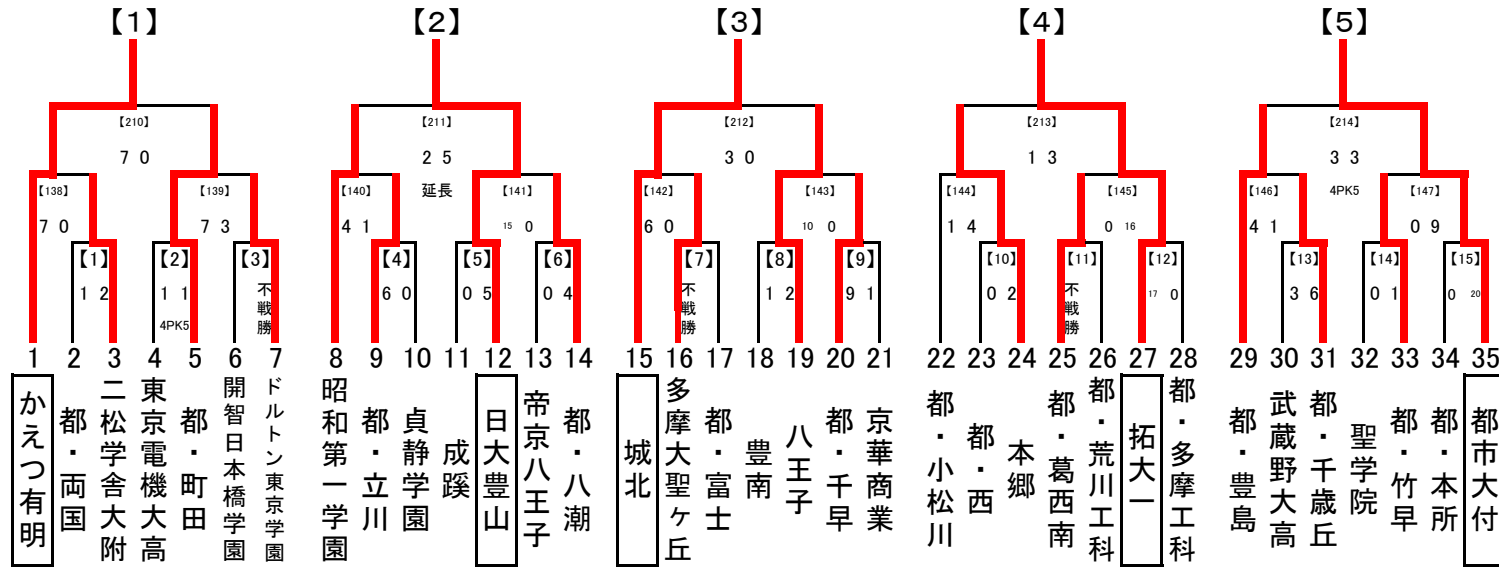 【1】 【2】 【3】 【4】 【5】
【210】 【211】 【212】 【213】 【214】
7 0 2 5 3 0 1 3 3 3
【138】 【139】 【140】 延長 【141】 【142】 【143】 【144】 【145】 【146】 4PK5 【147】
7 0 7 3 4 1 15 0 6 0 10 0 1 4 0 16 4 1 0 9
【1】 【2】 【3】 【4】 【5】 【6】 【7】 【8】 【9】 【10】 【11】 【12】 【13】 【14】 【15】
1 2 1 1 不戦勝 6 0 0 5 0 4 不戦勝 1 2 9 1 0 2 不戦勝 17 0 3 6 0 1 0 20
4PK5
1 2 3 4 5 6 7 8 9 10 11 12 13 14 15 16 17 18 19 20 21 22 23 24 25 26 27 28 29 30 31 32 33 34 35
かえつ有明
都・両国
二松学舎大附
東京電機大高
都・町田
開智日本橋学園
ドルトン東京学園
昭和第一学園
都・立川
貞静学園
成蹊
日大豊山
帝京八王子
都・八潮
城北
多摩大聖ヶ丘
都・富士
豊南
八王子
都・千早
京華商業
都・小松川
都・西
本郷
都・葛西南
都・荒川工科
拓大一
都・多摩工科
都・豊島
武蔵野大高
都・千歳丘
聖学院
都・竹早
都・本所
都市大付